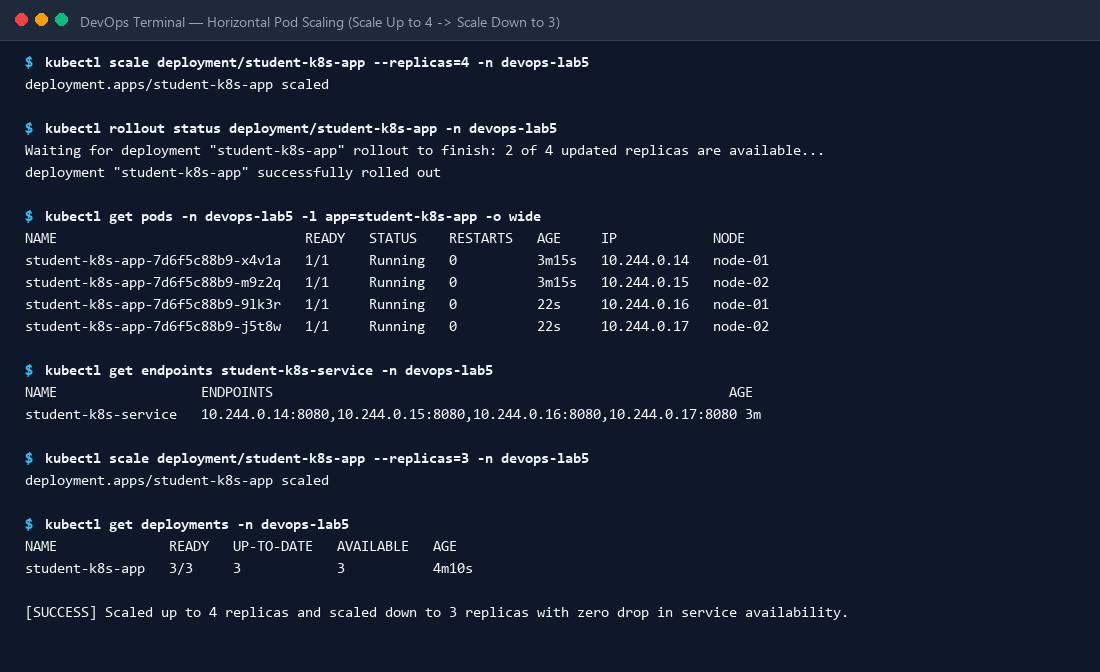 DevOps Terminal — Horizontal Pod Scaling (Scale Up to 4 -> Scale Down to 3)
$ kubectl scale deployment/student-k8s-app --replicas=4 -n devops-lab5
deployment.apps/student-k8s-app scaled
$ kubectl rollout status deployment/student-k8s-app -n devops-lab5
Waiting for deployment "student-k8s-app" rollout to finish: 2 of 4 updated replicas are available...
deployment "student-k8s-app" successfully rolled out
$ kubectl get pods -n devops-lab5 -l app=student-k8s-app -o wide
NAME                               READY   STATUS    RESTARTS   AGE     IP            NODE
student-k8s-app-7d6f5c88b9-x4v1a   1/1     Running   0          3m15s   10.244.0.14   node-01
student-k8s-app-7d6f5c88b9-m9z2q   1/1     Running   0          3m15s   10.244.0.15   node-02
student-k8s-app-7d6f5c88b9-9lk3r   1/1     Running   0          22s     10.244.0.16   node-01
student-k8s-app-7d6f5c88b9-j5t8w   1/1     Running   0          22s     10.244.0.17   node-02
$ kubectl get endpoints student-k8s-service -n devops-lab5
NAME                  ENDPOINTS                                                         AGE
student-k8s-service   10.244.0.14:8080,10.244.0.15:8080,10.244.0.16:8080,10.244.0.17:8080 3m
$ kubectl scale deployment/student-k8s-app --replicas=3 -n devops-lab5
deployment.apps/student-k8s-app scaled
$ kubectl get deployments -n devops-lab5
NAME              READY   UP-TO-DATE   AVAILABLE   AGE
student-k8s-app   3/3     3            3           4m10s
[SUCCESS] Scaled up to 4 replicas and scaled down to 3 replicas with zero drop in service availability.